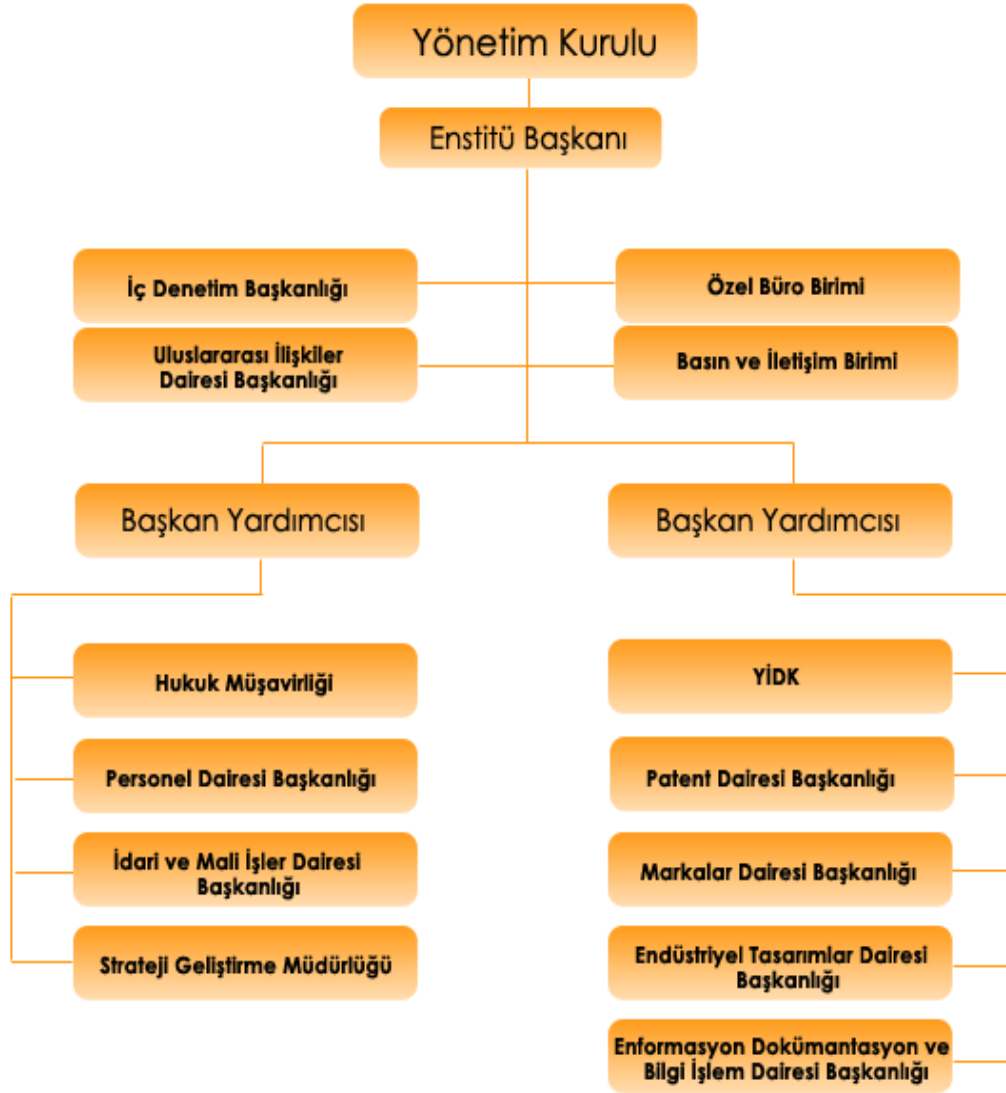 Yönetim Kurulu
Enstitü Başkanı
İç Denetim Başkanlığı
Özel Büro Birimi
Uluslararası İlişkiler
Dairesi Başkanlığı
Basın ve İletişim Birimi
Başkan Yardımcısı
Başkan Yardımcısı
Hukuk Müşavirliği
Personel Dairesi Başkanlığı
İdari ve Mali İşler Dairesi
Başkanlığı
Strateji Geliştirme Müdürlüğü
YİDK
Patent Dairesi Başkanlığı
Markalar Dairesi Başkanlığı
Endüstriyel Tasarımlar Dairesi
Başkanlığı
Enformasyon Dokümantasyon ve
Bilgi İşlem Dairesi Başkanlığı